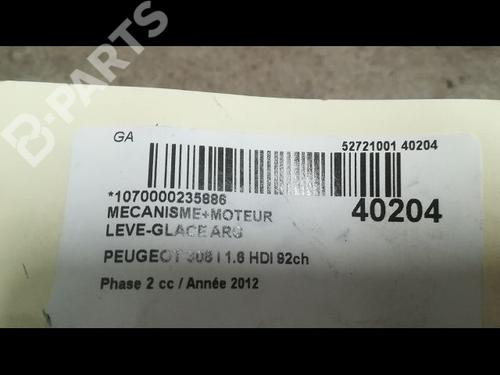 B-PARTS
GA
52721001 40204
*1070000235886
40204
MECANISME+MOTEUR
LEVE-GLACE ARG
PEUGEOT 308 I 1.6 HDI 92ch
Phase 2 cc / Année 2012